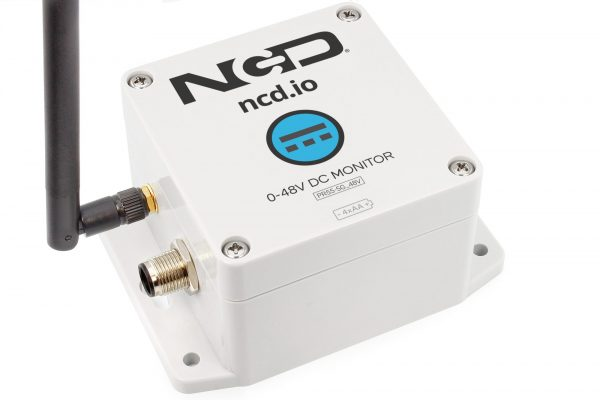 NCD®
ncd.io
0-48V DC MONITOR
PR55-5G_48V
- 4xAA +